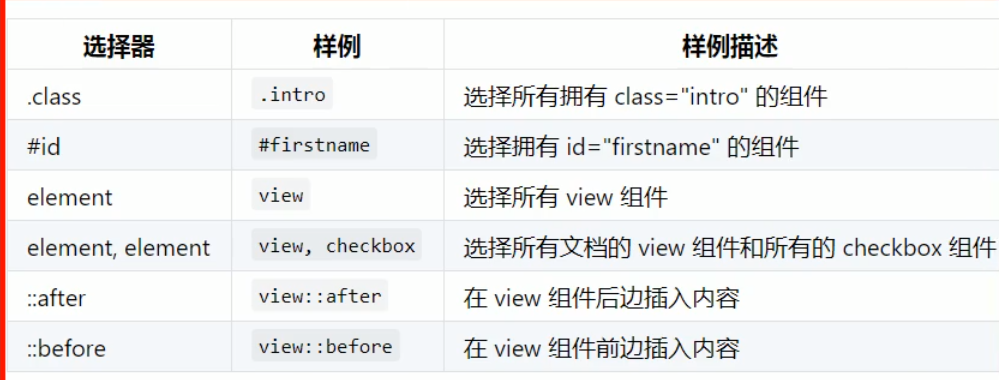 选择器 样例 样例描述
.class .intro 选择所有拥有 class="intro" 的组件
#id #firstname 选择拥有 id="firstname" 的组件
element view 选择所有 view 组件
element, element view, checkbox 选择所有文档的 view 组件和所有的 checkbox 组件
::after view::after 在 view 组件后边插入内容
::before view::before 在 view 组件前边插入内容